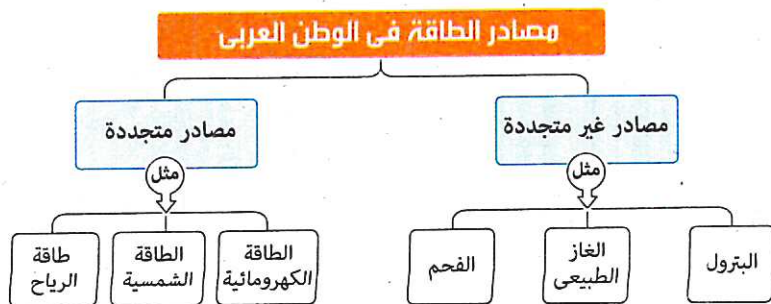 مصادر الطاقة فى الوطن العربى
مصادر غير متجددة
مصادر متجددة
مثل
مثل
البترول
الغاز
الطبيعى
الفحم
الطاقة
الكهرومائية
الطاقة
الشمسية
طاقة
الرياح